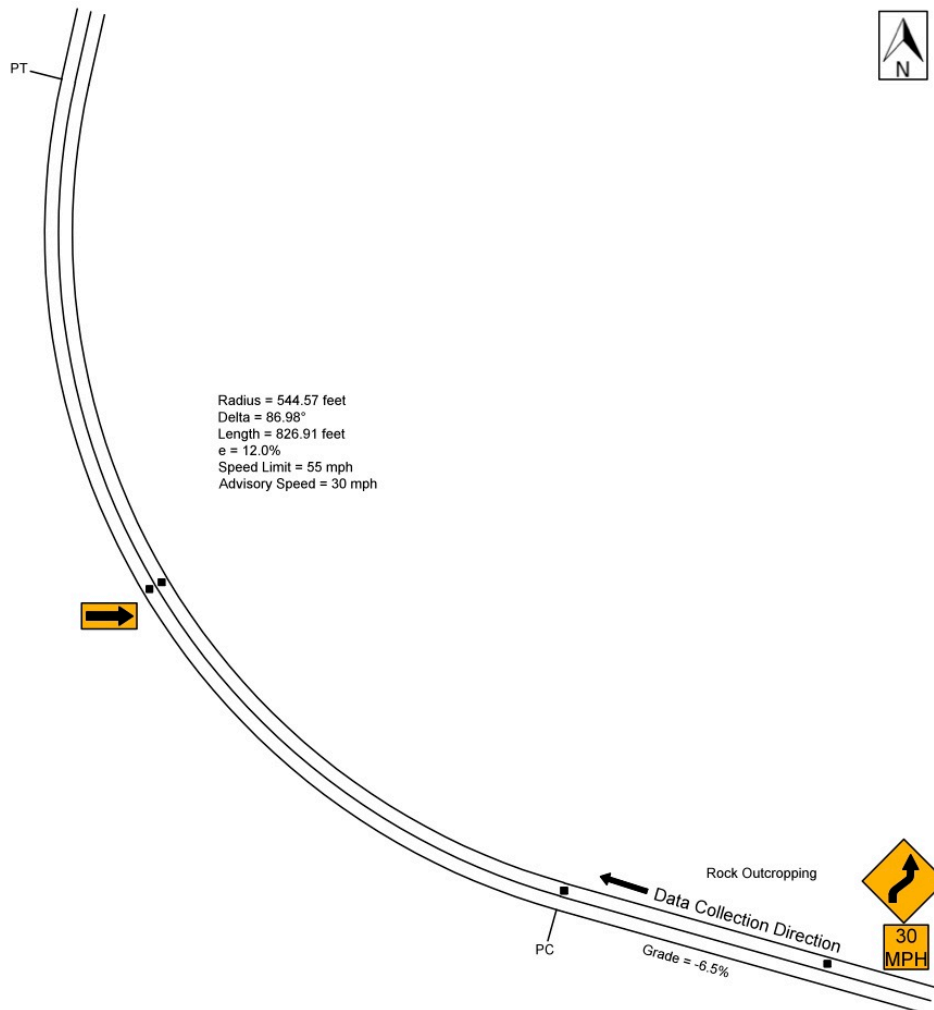 N
PT
Radius = 544.57 feet
Delta = 86.98°
Length = 826.91 feet
e = 12.0%
Speed Limit = 55 mph
Advisory Speed = 30 mph
Rock Outcropping
Data Collection Direction
30
MPH
PC
Grade = -6.5%